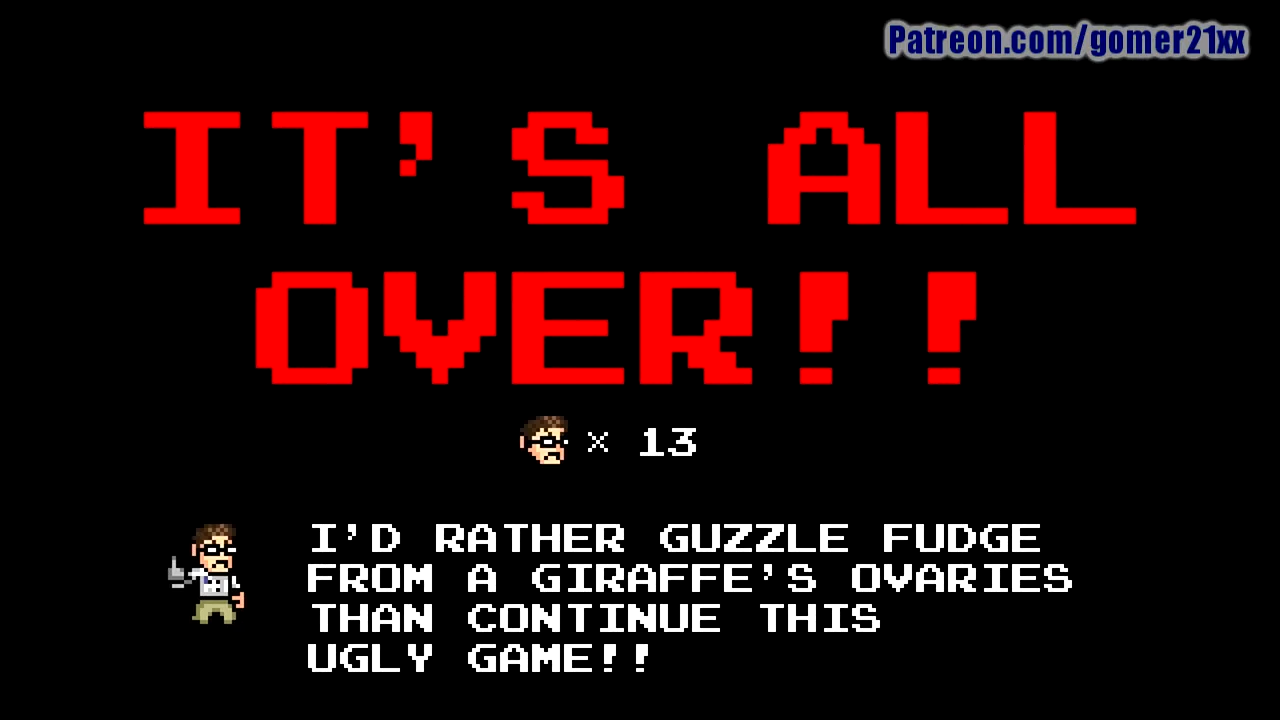 Patreon.com/gomer21xx
IT'S ALL
OVER!!
x 13
I'D RATHER GUZZLE FUDGE
FROM A GIRAFFE'S OVARIES
THAN CONTINUE THIS
UGLY GAME!!